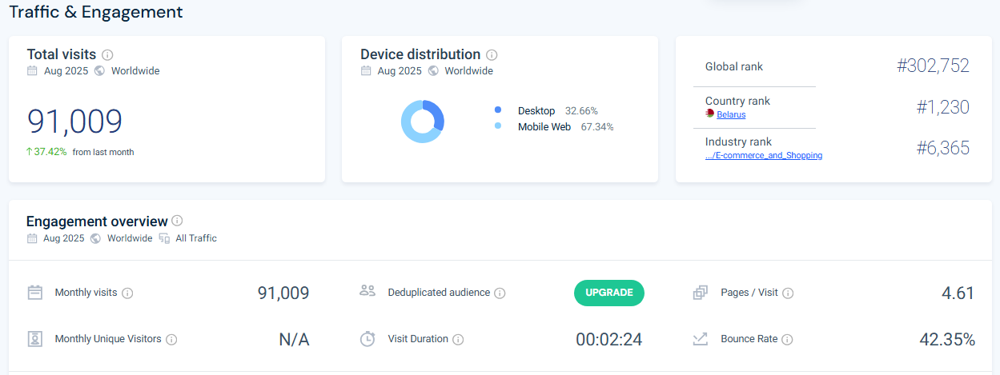 Traffic & Engagement
Total visits
Aug 2025 Worldwide
91,009
37.42% from last month
Device distribution
Aug 2025 Worldwide
Desktop 32.66%
Mobile Web 67.34%
Global rank #302,752
Country rank #1,230
Belarus
Industry rank #6,365
.../E-commerce_and_Shopping
Engagement overview
Aug 2025 Worldwide All Traffic
Monthly visits 91,009
Deduplicated audience UPGRADE
Pages / Visit 4.61
Monthly Unique Visitors N/A
Visit Duration 00:02:24
Bounce Rate 42.35%